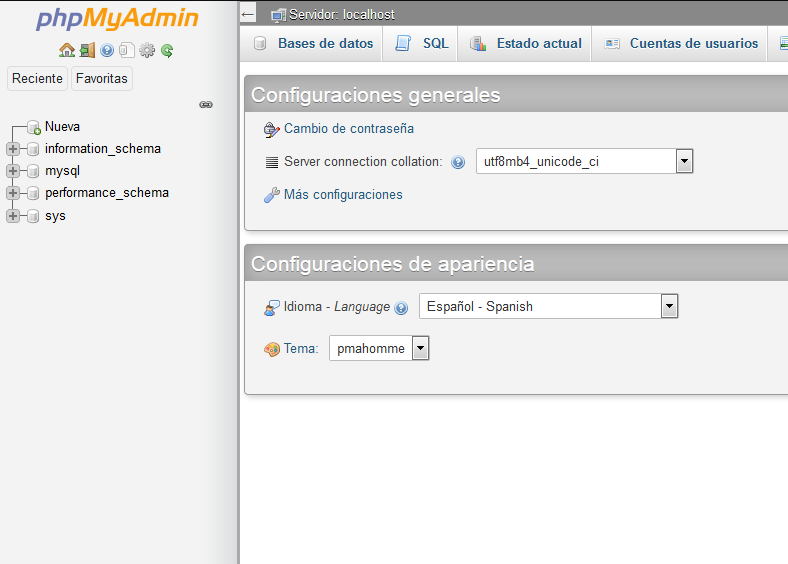 phpMyAdmin
Reciente Favoritas
Nueva
information_schema
mysql
performance_schema
sys
Servidor: localhost
Bases de datos SQL Estado actual Cuentas de usuarios
Configuraciones generales
Cambio de contraseña
Server connection collation: utf8mb4_unicode_ci
Más configuraciones
Configuraciones de apariencia
Idioma - Language Español - Spanish
Tema: pmahomme